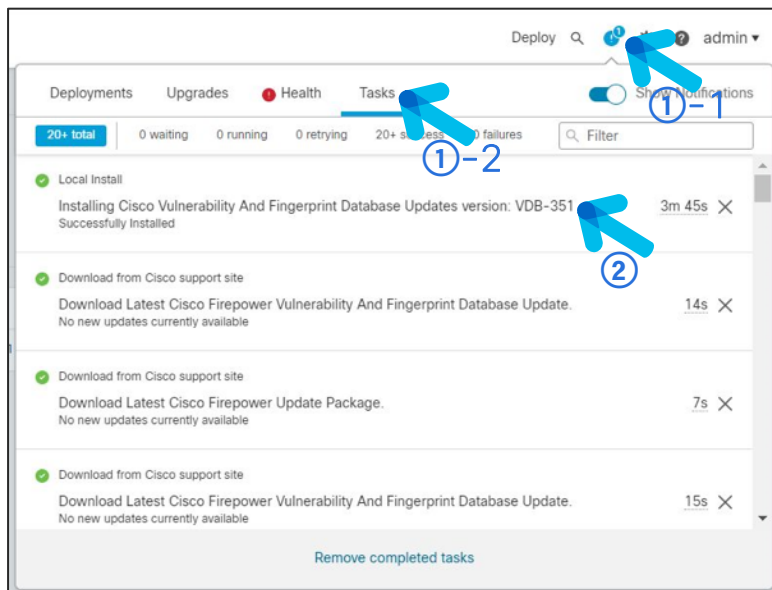 Deploy admin
Deployments Upgrades Health Tasks Show Notifications
①-1
20+ total 0 waiting 0 running 0 retrying 20+ success 0 failures Filter
①-2
Local Install
Installing Cisco Vulnerability And Fingerprint Database Updates version: VDB-351 3m 45s
Successfully Installed
②
Download from Cisco support site
Download Latest Cisco Firepower Vulnerability And Fingerprint Database Update. 14s
No new updates currently available
Download from Cisco support site
Download Latest Cisco Firepower Update Package. 7s
No new updates currently available
Download from Cisco support site
Download Latest Cisco Firepower Vulnerability And Fingerprint Database Update. 15s
No new updates currently available
Remove completed tasks